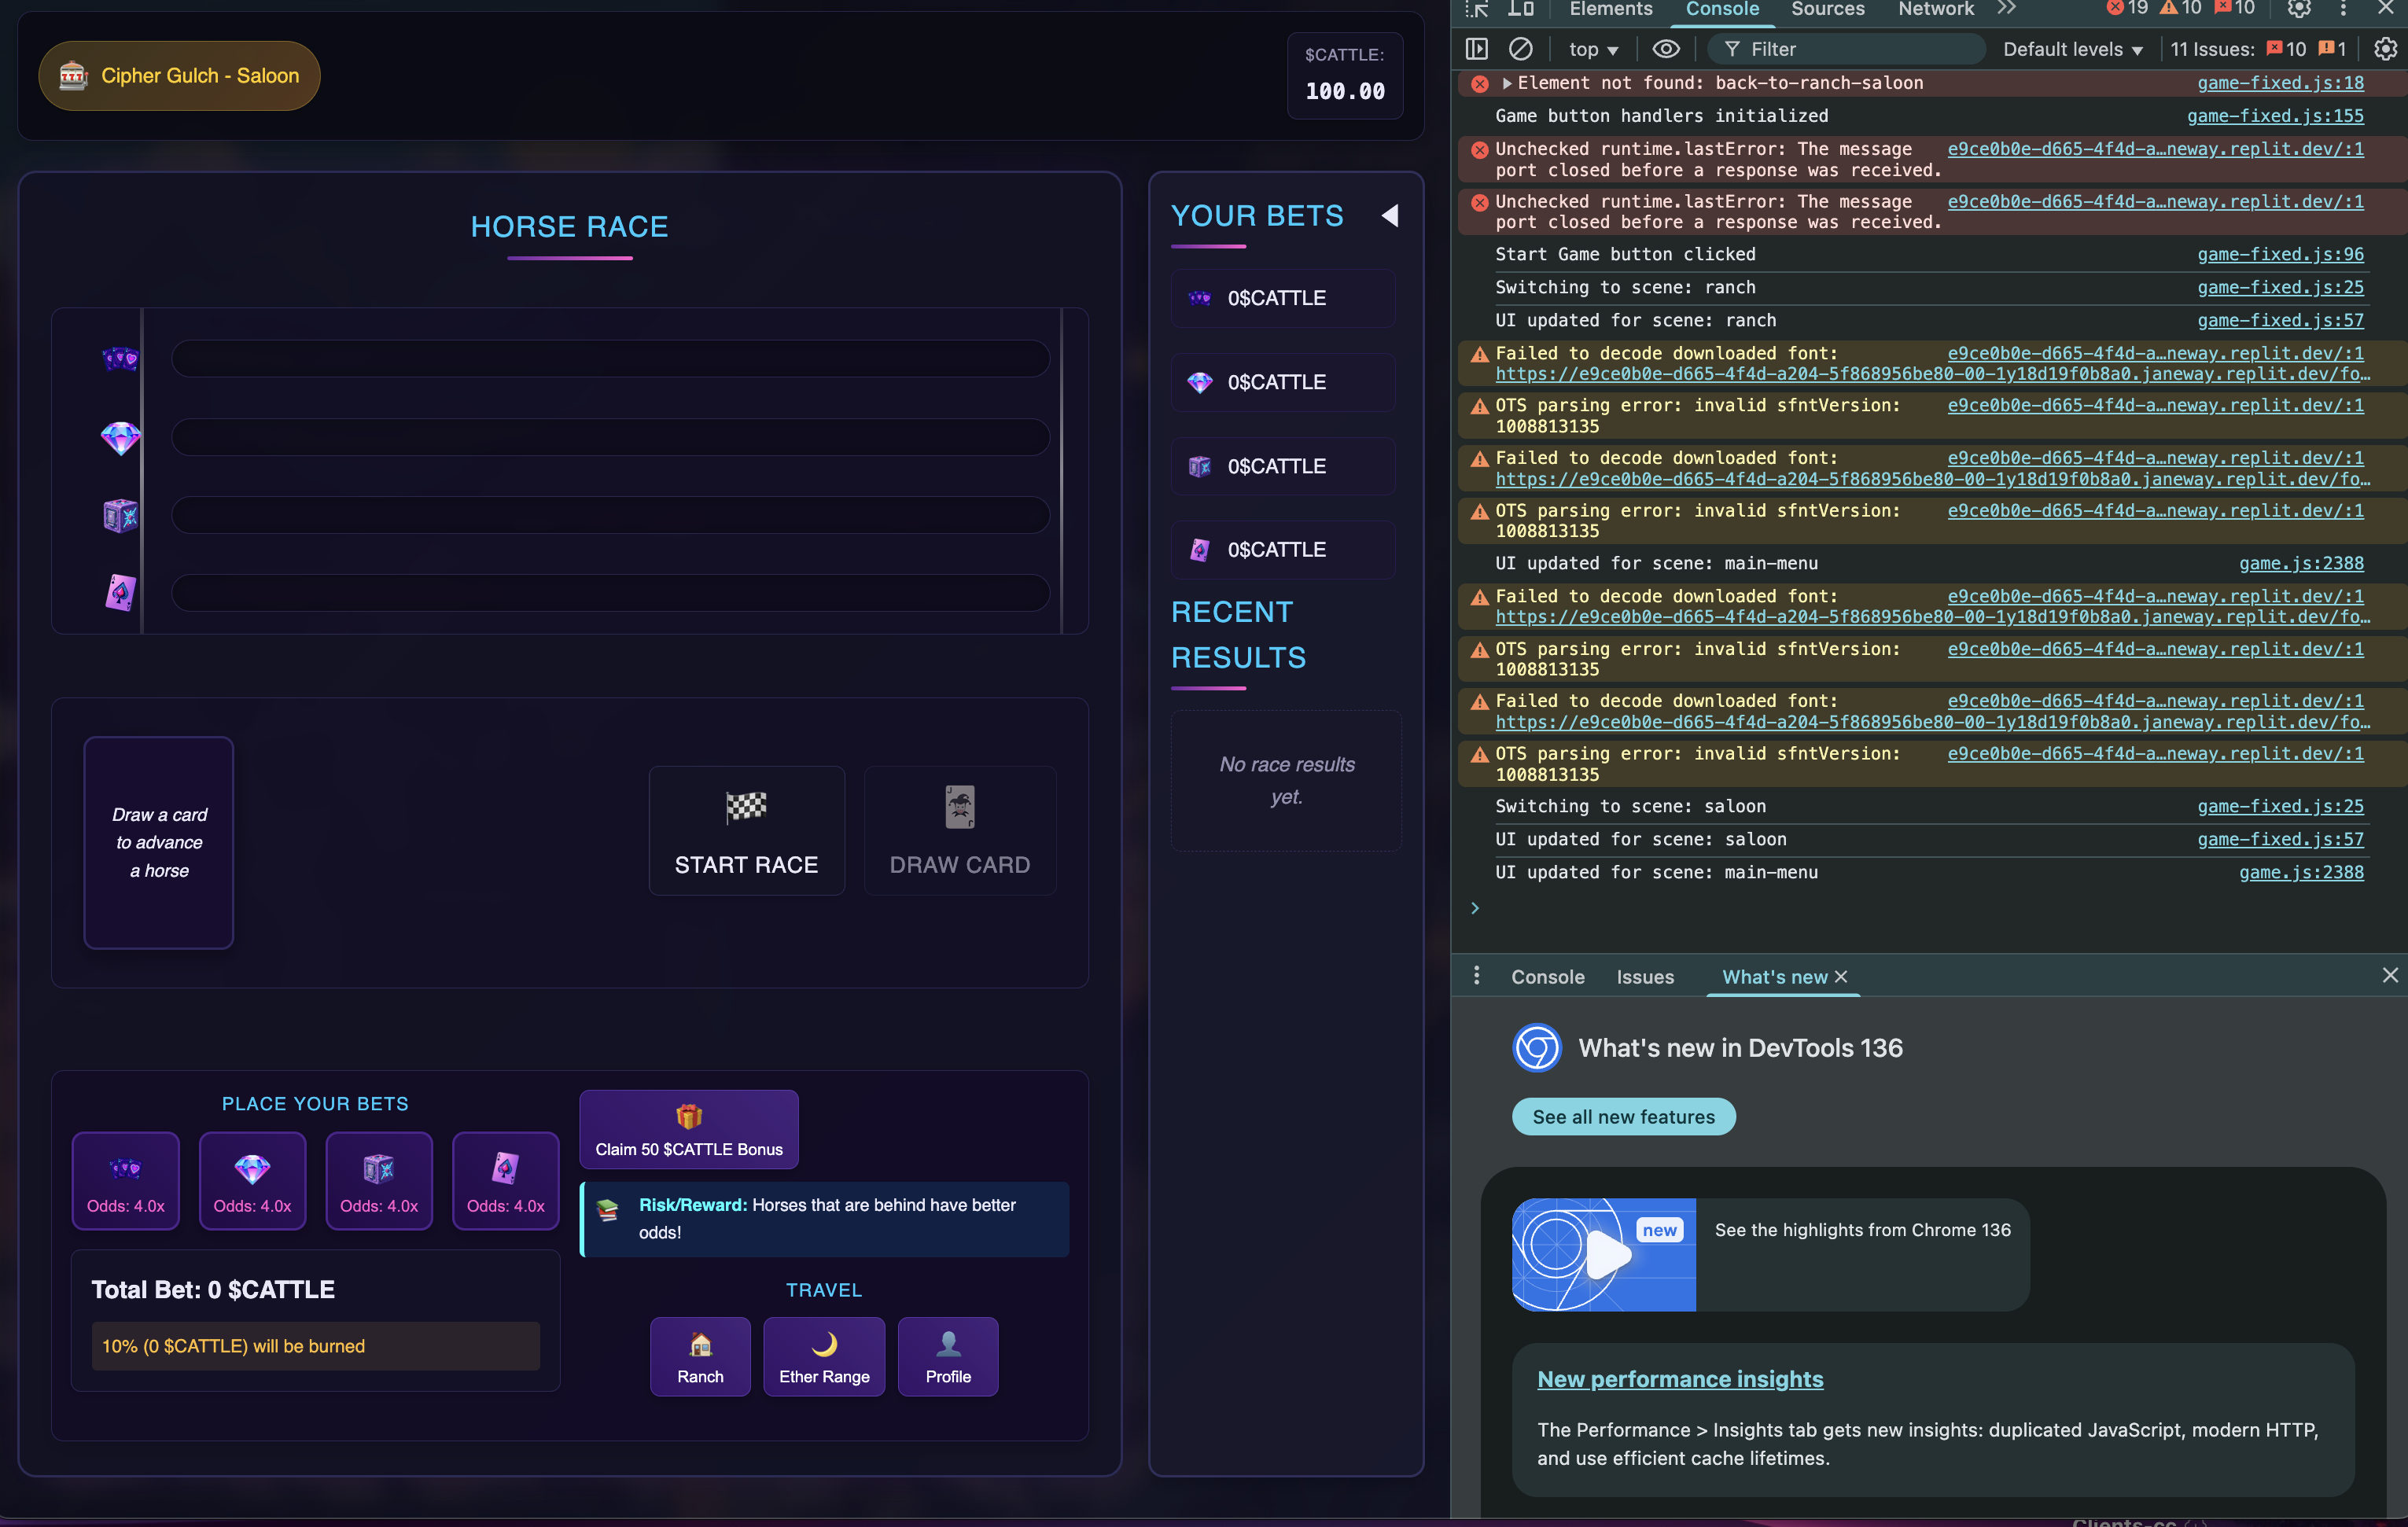 Cipher Gulch - Saloon
$CATTLE:
100.00
HORSE RACE
Draw a card
to advance
a horse
START RACE
DRAW CARD
PLACE YOUR BETS
Odds: 4.0x
Odds: 4.0x
Odds: 4.0x
Odds: 4.0x
Total Bet: 0 $CATTLE
10% (0 $CATTLE) will be burned
Claim 50 $CATTLE Bonus
Risk/Reward: Horses that are behind have better
odds!
TRAVEL
Ranch
Ether Range
Profile
YOUR BETS
0$CATTLE
0$CATTLE
0$CATTLE
0$CATTLE
RECENT
RESULTS
No race results
yet.
Elements Console Sources Network 19 10 10
top Filter Default levels 11 Issues: 10 1
Element not found: back-to-ranch-saloon game-fixed.js:18
Game button handlers initialized game-fixed.js:155
Unchecked runtime.lastError: The message e9ce0b0e-d665-4f4d-a…neway.replit.dev/:1
port closed before a response was received.
Unchecked runtime.lastError: The message e9ce0b0e-d665-4f4d-a…neway.replit.dev/:1
port closed before a response was received.
Start Game button clicked game-fixed.js:96
Switching to scene: ranch game-fixed.js:25
UI updated for scene: ranch game-fixed.js:57
Failed to decode downloaded font: e9ce0b0e-d665-4f4d-a…neway.replit.dev/:1
https://e9ce0b0e-d665-4f4d-a204-5f868956be80-00-1y18d19f0b8a0.janeway.replit.dev/fo…
OTS parsing error: invalid sfntVersion: e9ce0b0e-d665-4f4d-a…neway.replit.dev/:1
1008813135
Failed to decode downloaded font: e9ce0b0e-d665-4f4d-a…neway.replit.dev/:1
https://e9ce0b0e-d665-4f4d-a204-5f868956be80-00-1y18d19f0b8a0.janeway.replit.dev/fo…
OTS parsing error: invalid sfntVersion: e9ce0b0e-d665-4f4d-a…neway.replit.dev/:1
1008813135
UI updated for scene: main-menu game.js:2388
Failed to decode downloaded font: e9ce0b0e-d665-4f4d-a…neway.replit.dev/:1
https://e9ce0b0e-d665-4f4d-a204-5f868956be80-00-1y18d19f0b8a0.janeway.replit.dev/fo…
OTS parsing error: invalid sfntVersion: e9ce0b0e-d665-4f4d-a…neway.replit.dev/:1
1008813135
Failed to decode downloaded font: e9ce0b0e-d665-4f4d-a…neway.replit.dev/:1
https://e9ce0b0e-d665-4f4d-a204-5f868956be80-00-1y18d19f0b8a0.janeway.replit.dev/fo…
OTS parsing error: invalid sfntVersion: e9ce0b0e-d665-4f4d-a…neway.replit.dev/:1
1008813135
Switching to scene: saloon game-fixed.js:25
UI updated for scene: saloon game-fixed.js:57
UI updated for scene: main-menu game.js:2388
Console Issues What's new
What's new in DevTools 136
See all new features
new
See the highlights from Chrome 136
New performance insights
The Performance > Insights tab gets new insights: duplicated JavaScript, modern HTTP,
and use efficient cache lifetimes.